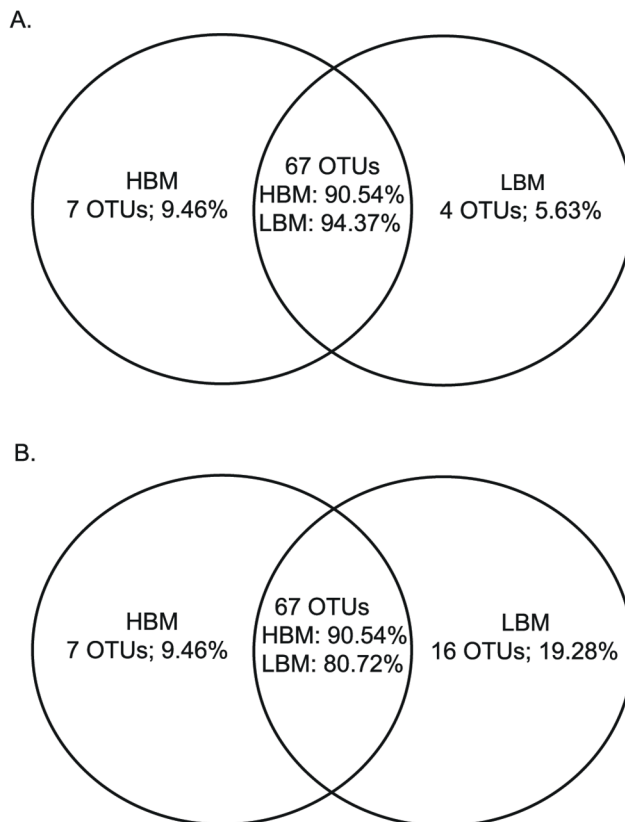 A.
HBM
7 OTUs; 9.46%
67 OTUs
HBM: 90.54%
LBM: 94.37%
LBM
4 OTUs; 5.63%
B.
HBM
7 OTUs; 9.46%
67 OTUs
HBM: 90.54%
LBM: 80.72%
LBM
16 OTUs; 19.28%